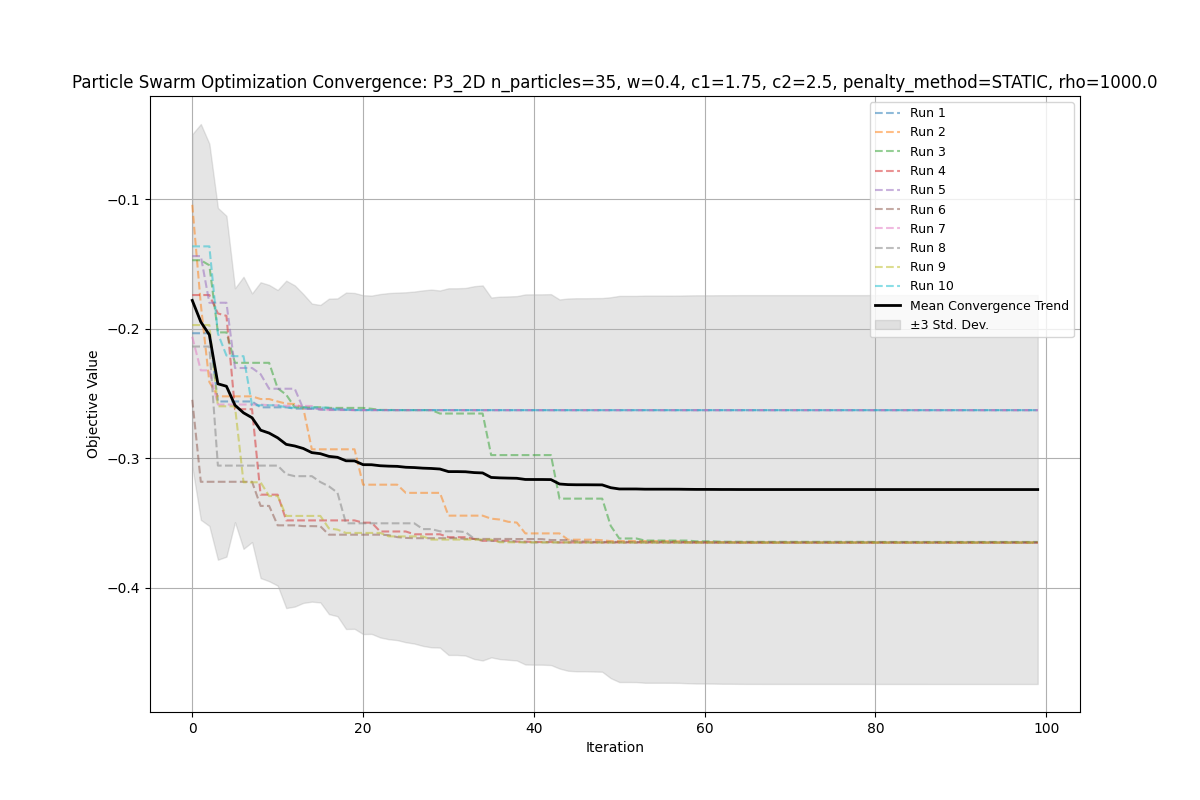 Particle Swarm Optimization Convergence: P3_2D n_particles=35, w=0.4, c1=1.75, c2=2.5, penalty_method=STATIC, rho=1000.0
Run 1
Run 2
Run 3
Run 4
Run 5
Run 6
Run 7
Run 8
Run 9
Run 10
Mean Convergence Trend
±3 Std. Dev.
Objective Value
−0.1
−0.2
−0.3
−0.4
0
20
40
60
80
100
Iteration